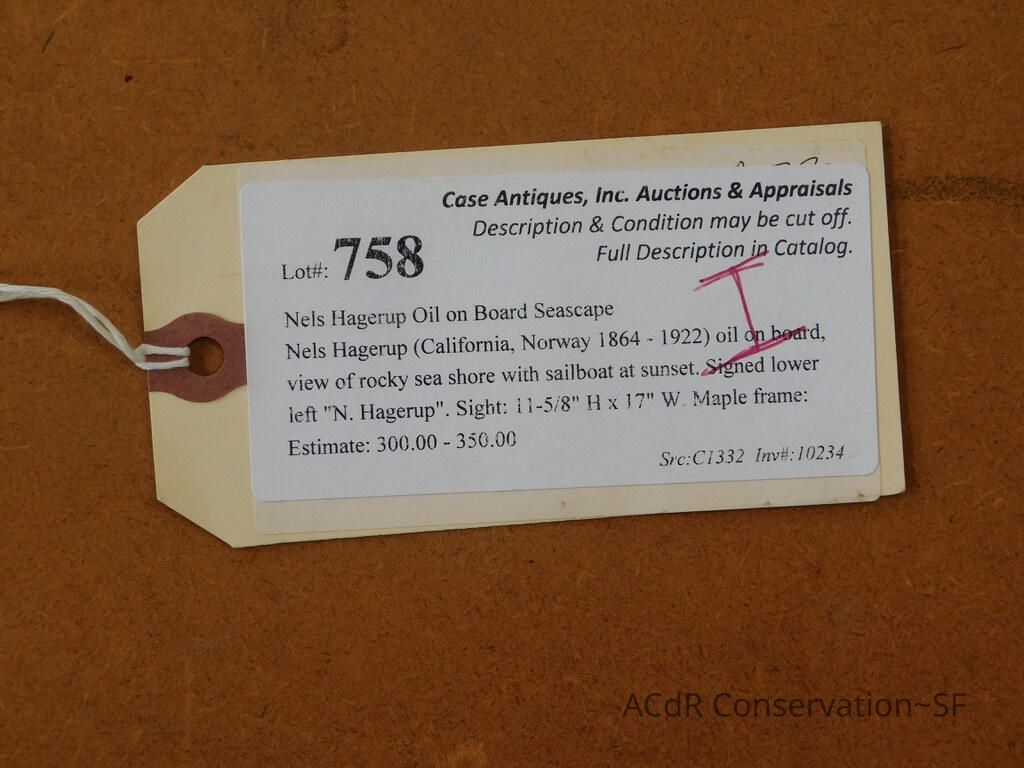 Case Antiques, Inc. Auctions & Appraisals
Description & Condition may be cut off.
Full Description in Catalog.
Lot#: 758
I
Nels Hagerup Oil on Board Seascape
Nels Hagerup (California, Norway 1864 - 1922) oil on board,
view of rocky sea shore with sailboat at sunset. Signed lower
left "N. Hagerup". Sight: 11-5/8" H x 17" W. Maple frame:
Estimate: 300.00 - 350.00
Src:C1332 Inv#:10234
ACdR Conservation~SF